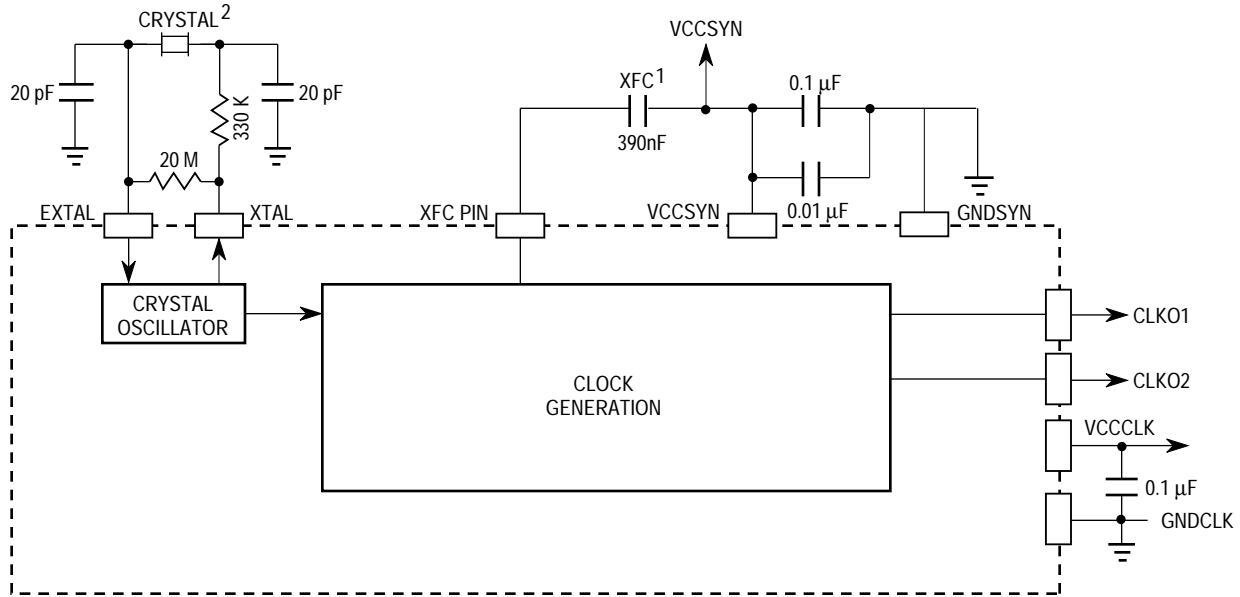 CRYSTAL2
VCCSYN
XFC1
0.1 µF
20 pF
330 K
20 pF
390nF
20 M
0.01 µF
EXTAL
XTAL
XFC PIN
VCCSYN
GNDSYN
CRYSTAL
OSCILLATOR
CLOCK
GENERATION
CLKO1
CLKO2
VCCCLK
0.1 µF
GNDCLK